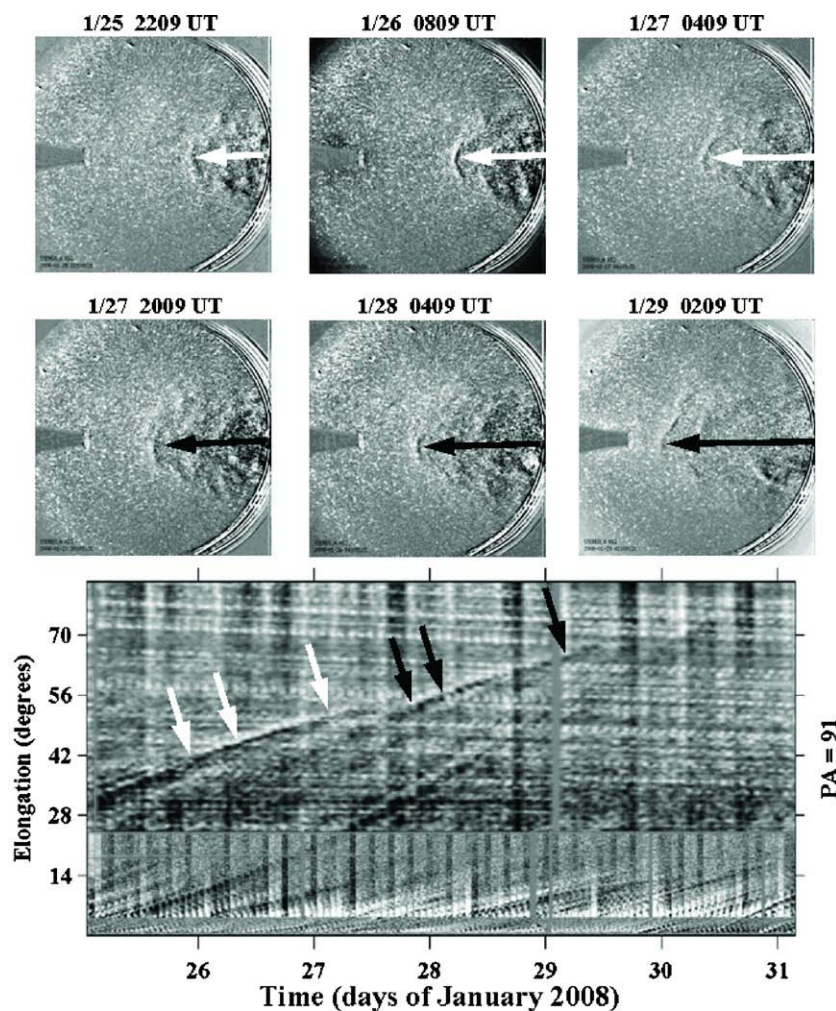 1/25 2209 UT
1/26 0809 UT
1/27 0409 UT
1/27 2009 UT
1/28 0409 UT
1/29 0209 UT
Elongation (degrees)
70
56
42
28
14
PA = 91
26
27
28
29
30
31
Time (days of January 2008)